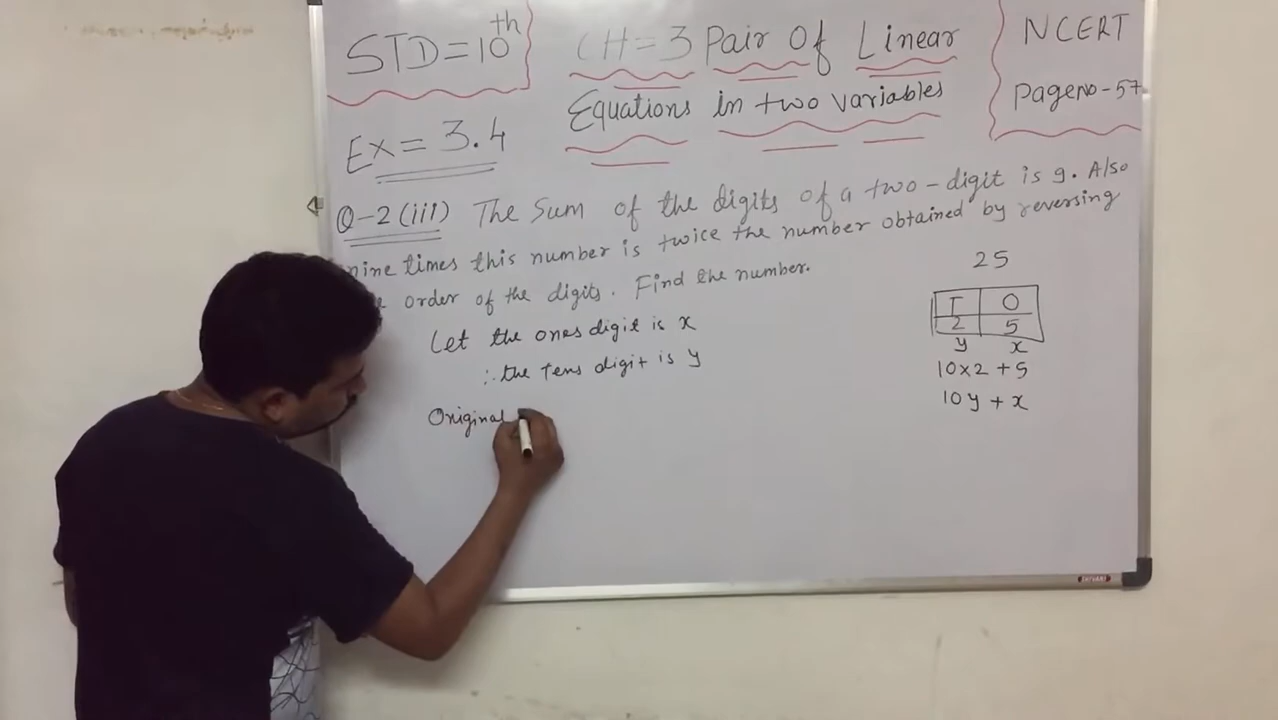 STD=10th
CH=3 Pair Of Linear
Equations in two variables
NCERT
Page no-57
Ex= 3.4
Q-2(iii) The Sum of the digits of a two-digit is 9. Also
nine times this number is twice the number obtained by reversing
order of the digits. Find the number.
Let the ones digit is x
∴ the Tens digit is y
Original
25
T O
2 5
y x
10×2 +5
10y + x